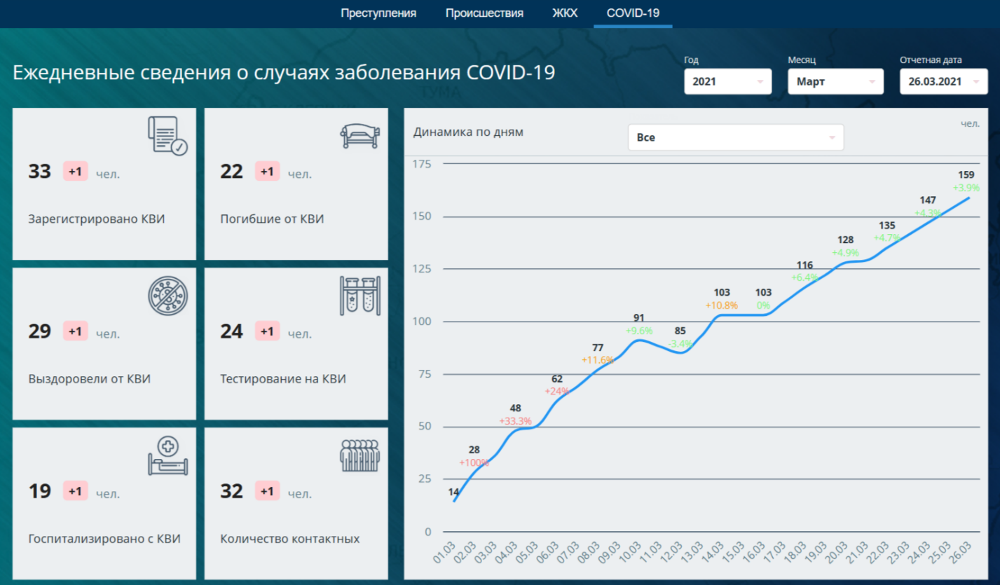 Преступления Происшествия ЖКХ COVID-19
Ежедневные сведения о случаях заболевания COVID-19
Год Месяц Отчетная дата
2021 Март 26.03.2021
33 +1 чел.
Зарегистрировано КВИ
22 +1 чел.
Погибшие от КВИ
29 +1 чел.
Выздоровели от КВИ
24 +1 чел.
Тестирование на КВИ
19 +1 чел.
Госпитализировано с КВИ
32 +1 чел.
Количество контактных
Динамика по дням
Все
чел.
175
150
125
100
75
50
25
0
14
28
+100%
48
+33.3%
62
+24%
77
+11.6%
91
+9.6%
85
-3.4%
103
+10.8%
103
0%
116
+6.4%
128
+4.9%
135
+4.7%
147
+4.3%
159
+3.9%
01.03 02.03 03.03 04.03 05.03 06.03 07.03 08.03 09.03 10.03 11.03 12.03 13.03 14.03 15.03 16.03 17.03 18.03 19.03 20.03 21.03 22.03 23.03 24.03 25.03 26.03